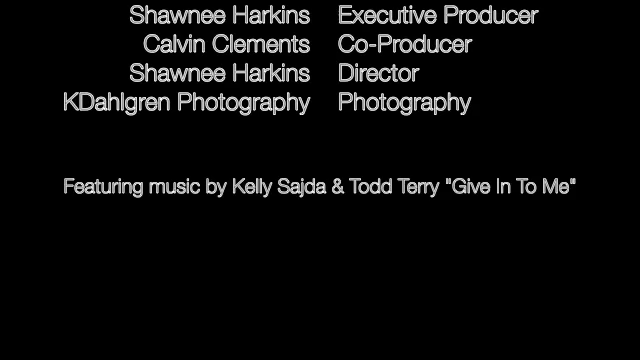 Shawnee Harkins Executive Producer
Calvin Clements Co-Producer
Shawnee Harkins Director
KDahlgren Photography Photography
Featuring music by Kelly Sajda & Todd Terry "Give In To Me"